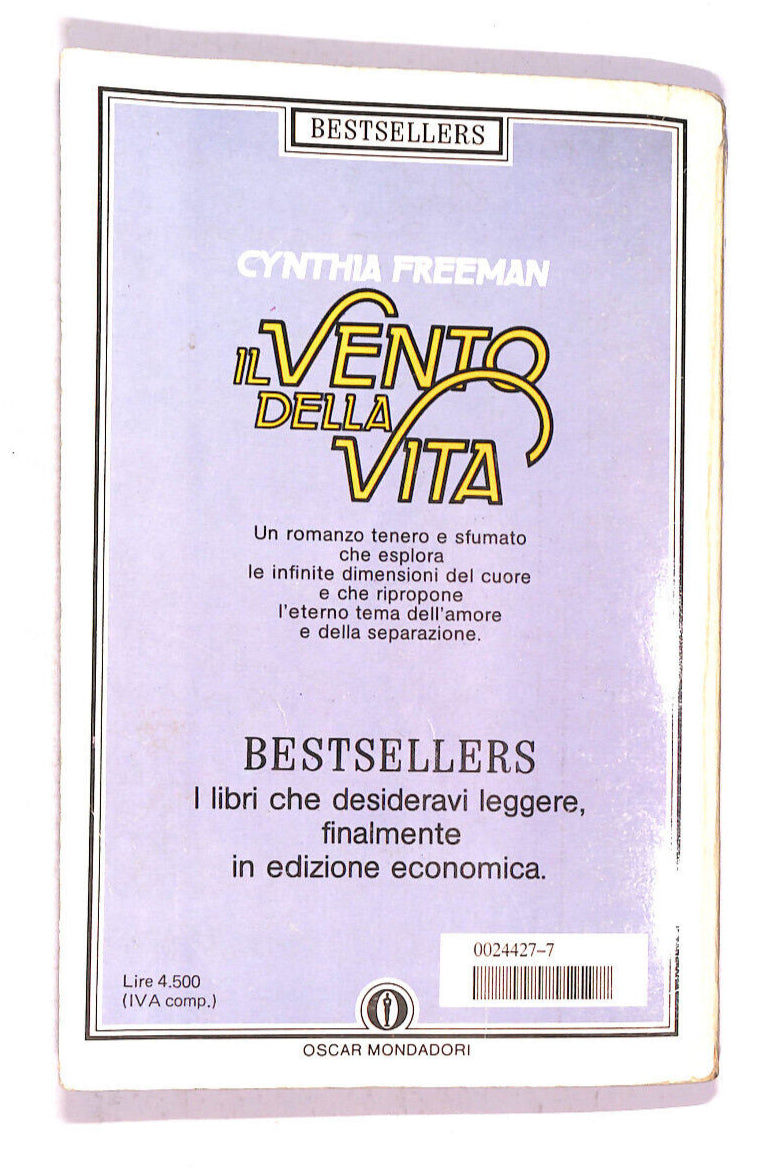 BESTSELLERS
CYNTHIA FREEMAN
IL VENTO
DELLA
VITA
Un romanzo tenero e sfumato
che esplora
le infinite dimensioni del cuore
e che ripropone
l'eterno tema dell'amore
e della separazione.
BESTSELLERS
I libri che desideravi leggere,
finalmente
in edizione economica.
0024427-7
Lire 4.500
(IVA comp.)
OSCAR MONDADORI